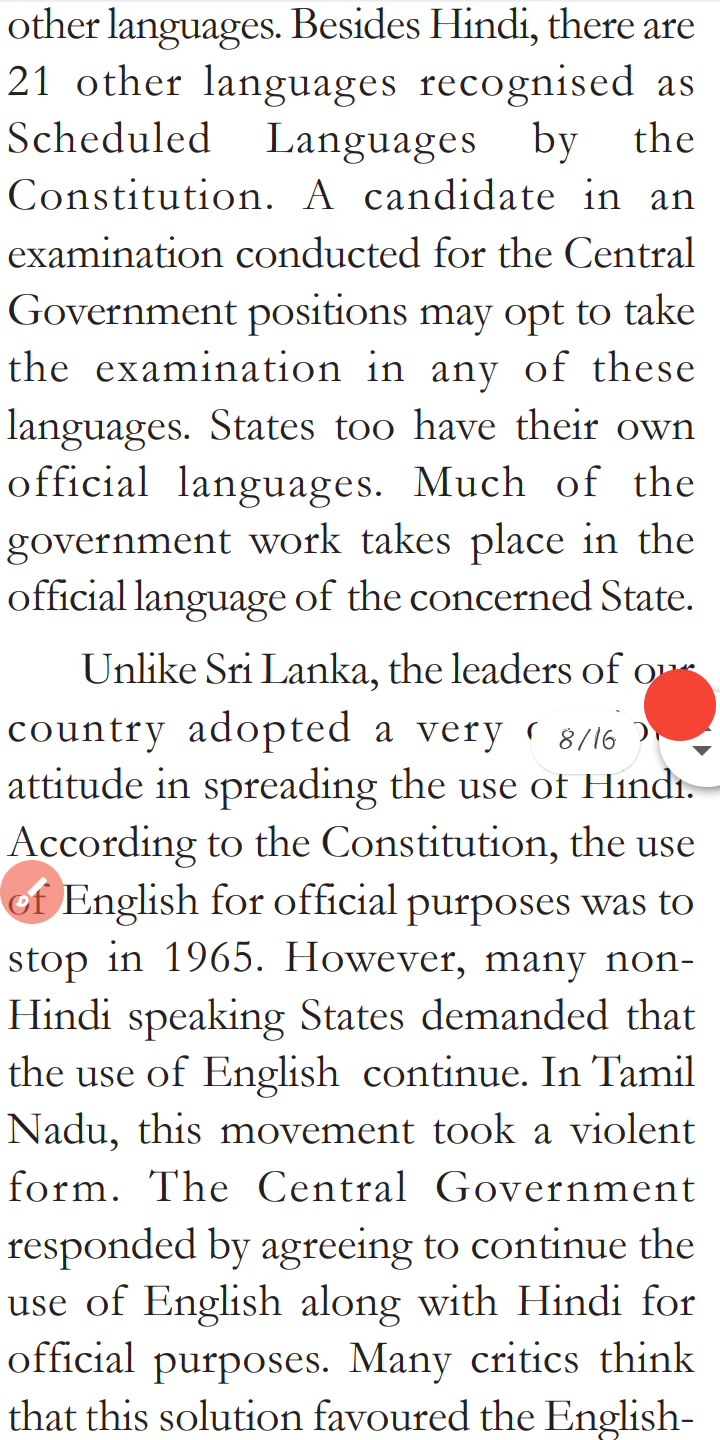 other languages. Besides Hindi, there are
21 other languages recognised as
Scheduled Languages by the
Constitution. A candidate in an
examination conducted for the Central
Government positions may opt to take
the examination in any of these
languages. States too have their own
official languages. Much of the
government work takes place in the
official language of the concerned State.
Unlike Sri Lanka, the leaders of our
country adopted a very
8/16
attitude in spreading the use of Hindi.
According to the Constitution, the use
of English for official purposes was to
stop in 1965. However, many non-
Hindi speaking States demanded that
the use of English continue. In Tamil
Nadu, this movement took a violent
form. The Central Government
responded by agreeing to continue the
use of English along with Hindi for
official purposes. Many critics think
that this solution favoured the English-